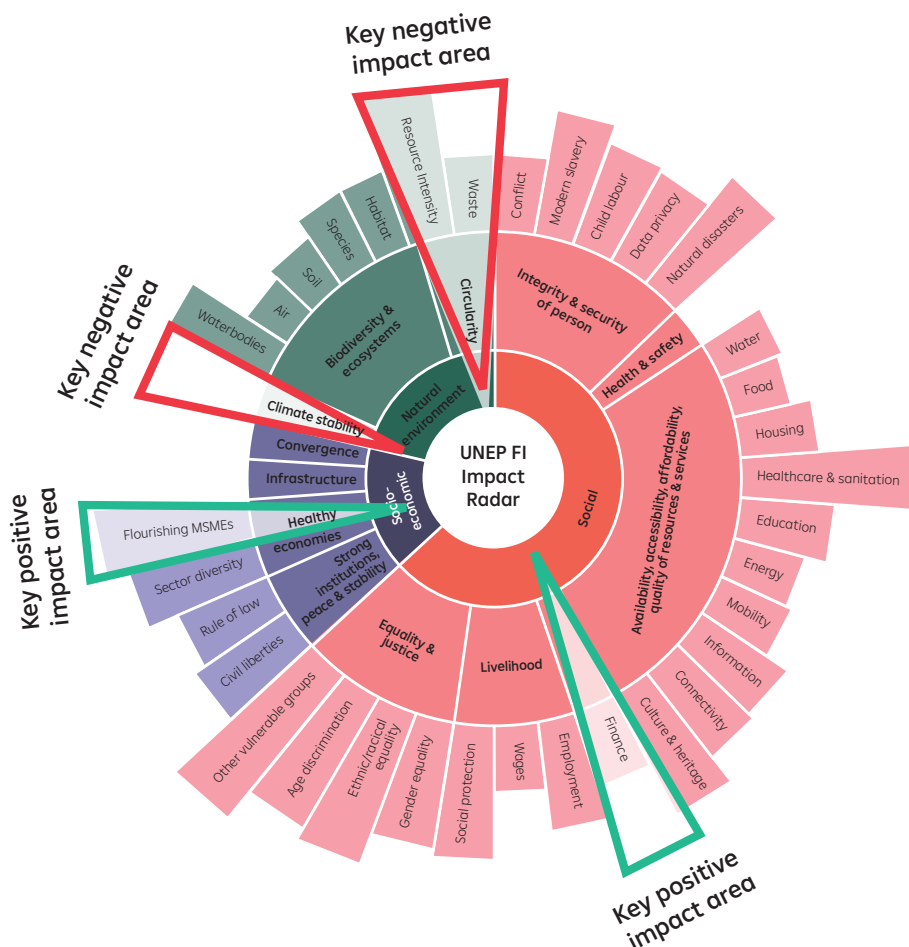 Key negative
impact area
Resource Intensity
Waste
Circularity
Conflict
Modern slavery
Child labour
Data privacy
Natural disasters
Integrity & security
of person
Health & safety
Water
Food
Housing
Healthcare & sanitation
Education
Energy
Mobility
Information
Connectivity
Culture & heritage
Availability, accessibility, affordability,
quality of resources & services
Social
Finance
Key positive
impact area
Livelihood
Employment
Wages
Social protection
Gender equality
Ethnic/racical
equality
Age discrimination
Other vulnerable groups
Equality &
justice
Civil liberties
Rule of law
Strong
institutions,
peace & stability
Sector diversity
Flourishing MSMEs
Healthy
economies
Key positive
impact area
Infrastructure
Convergence
Socio-
economic
Climate stability
Key negative
impact area
Waterbodies
Air
Soil
Species
Habitat
Biodiversity &
ecosystems
Natural
environment
UNEP FI
Impact
Radar